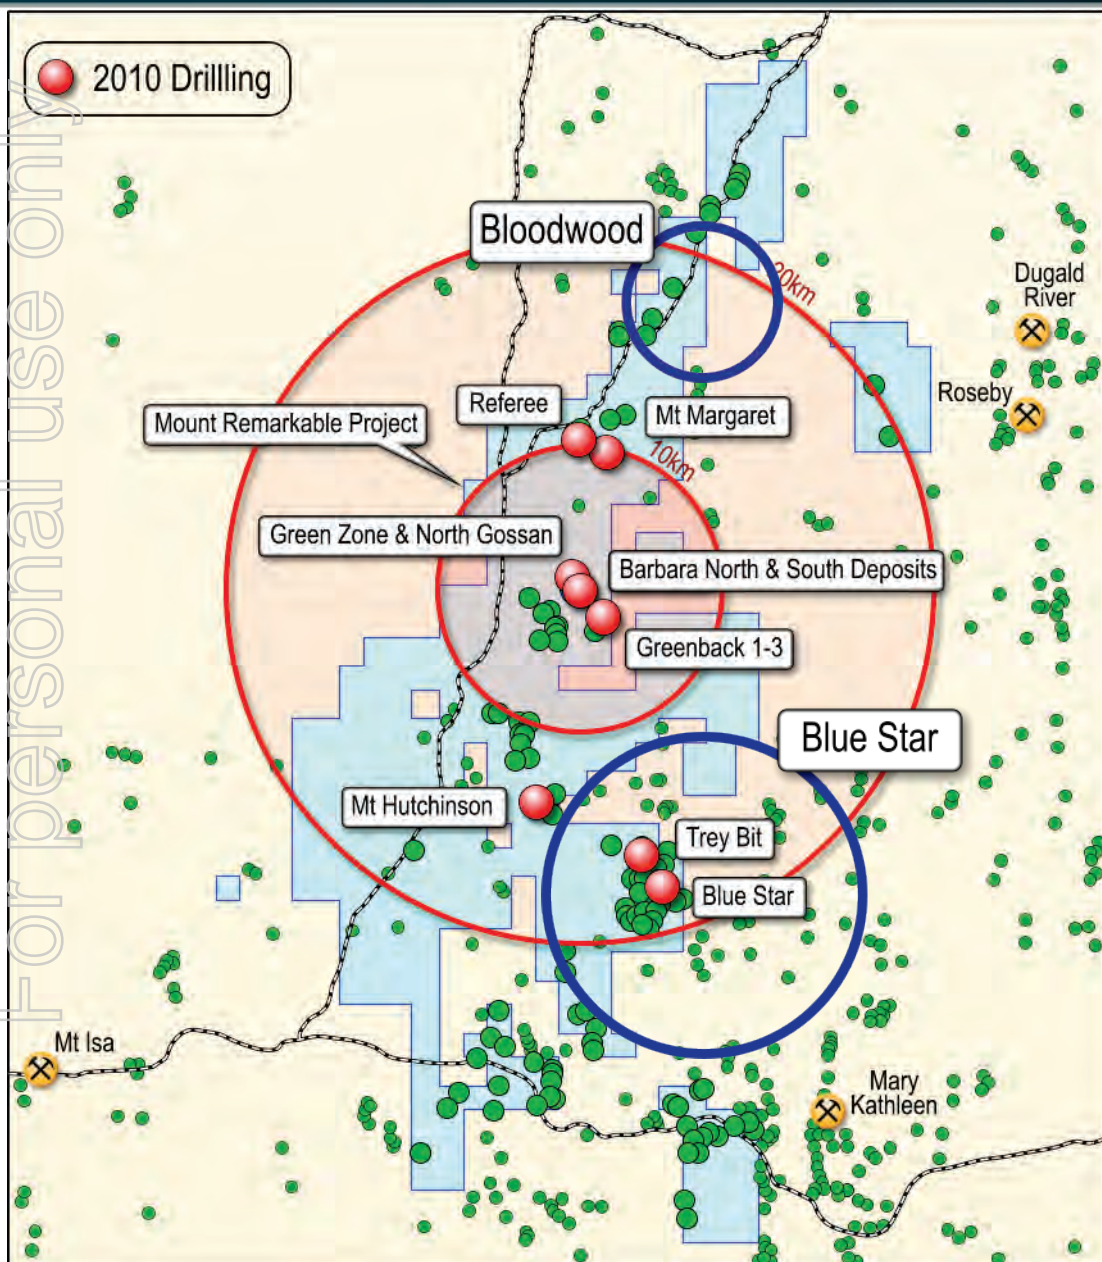 2010 Drillling
For personal use only
Bloodwood
20km
Dugald
River
Roseby
Referee
Mt Margaret
Mount Remarkable Project
10km
Green Zone & North Gossan
Barbara North & South Deposits
Greenback 1-3
Blue Star
Mt Hutchinson
Trey Bit
Blue Star
Mt Isa
Mary
Kathleen